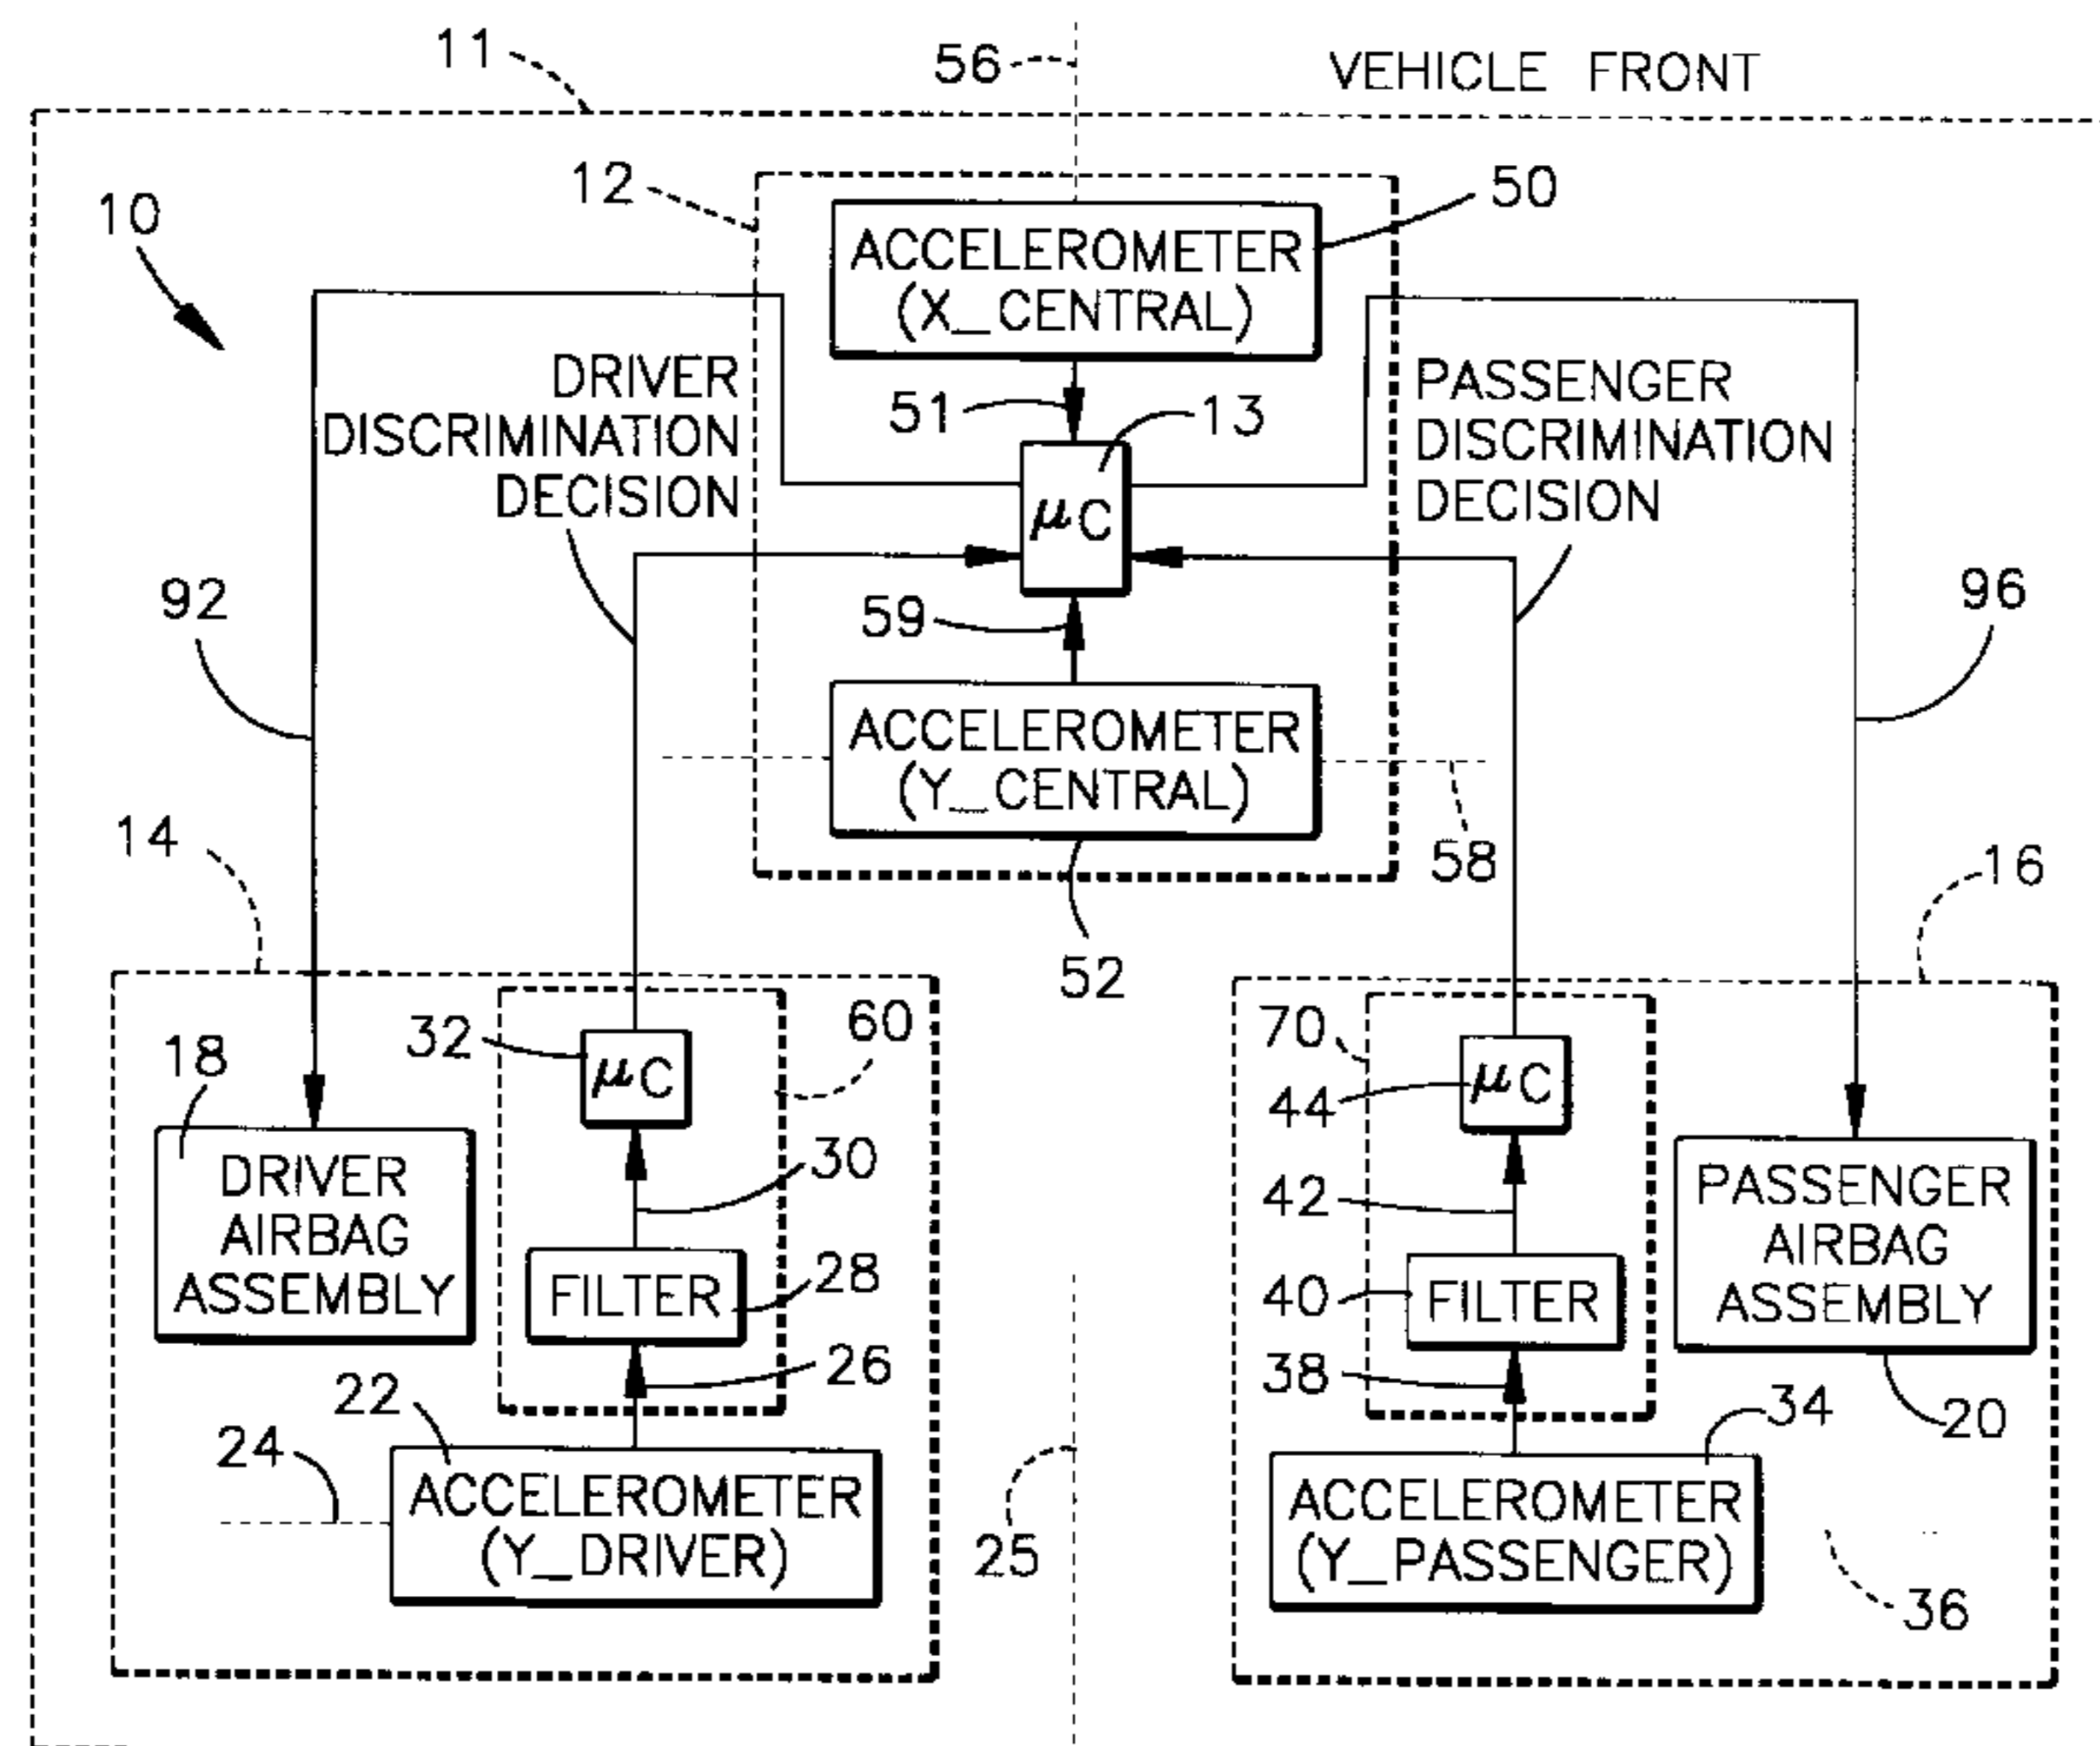 11
56
VEHICLE FRONT
12
50
10
ACCELEROMETER
(X_CENTRAL)
DRIVER
DISCRIMINATION
DECISION
51
13
PASSENGER
DISCRIMINATION
DECISION
μC
92
59
96
ACCELEROMETER
(Y_CENTRAL)
14
58
16
52
18
32
μC
60
70
μC
44
DRIVER
AIRBAG
ASSEMBLY
30
42
PASSENGER
AIRBAG
ASSEMBLY
FILTER
28
40
FILTER
26
38
22
34
20
24
ACCELEROMETER
(Y_DRIVER)
25
ACCELEROMETER
(Y_PASSENGER)
36